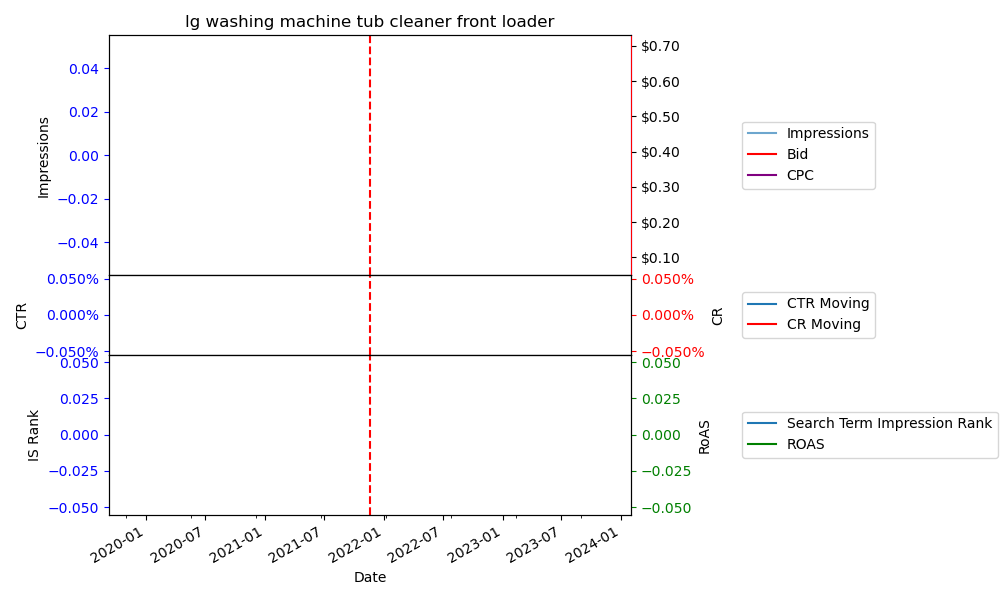 lg washing machine tub cleaner front loader
Impressions
0.04
0.02
0.00
−0.02
−0.04
$0.70
$0.60
$0.50
$0.40
$0.30
$0.20
$0.10
Impressions
Bid
CPC
CTR
0.050%
0.000%
−0.050%
0.050%
0.000%
−0.050%
CR
CTR Moving
CR Moving
IS Rank
0.050
0.025
0.000
−0.025
−0.050
0.050
0.025
0.000
−0.025
−0.050
RoAS
Search Term Impression Rank
ROAS
2020-01
2020-07
2021-01
2021-07
2022-01
2022-07
2023-01
2023-07
2024-01
Date